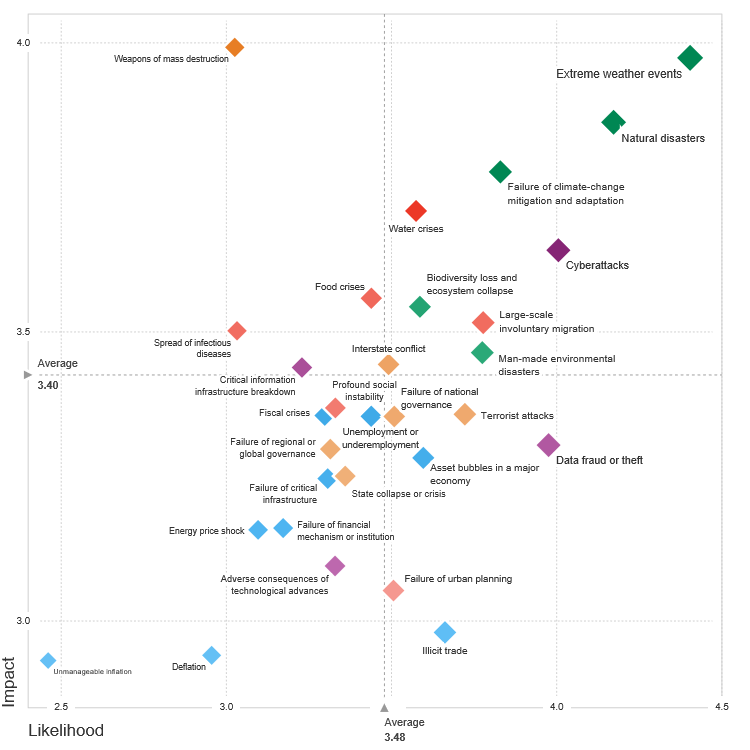 4.0
Weapons of mass destruction
Extreme weather events
Natural disasters
Failure of climate-change
mitigation and adaptation
Water crises
Cyberattacks
Biodiversity loss and
ecosystem collapse
Food crises
Large-scale
involuntary migration
3.5
Spread of infectious
diseases
Interstate conflict
Man-made environmental
disasters
Average
3.40
Critical information
infrastructure breakdown
Profound social
instability
Failure of national
governance
Fiscal crises
Terrorist attacks
Unemployment or
underemployment
Failure of regional or
global governance
Data fraud or theft
Asset bubbles in a major
economy
Failure of critical
infrastructure
State collapse or crisis
Energy price shock
Failure of financial
mechanism or institution
Adverse consequences of
technological advances
Failure of urban planning
3.0
Illicit trade
Deflation
Unmanageable inflation
Impact
2.5
3.0
4.0
4.5
Average
3.48
Likelihood